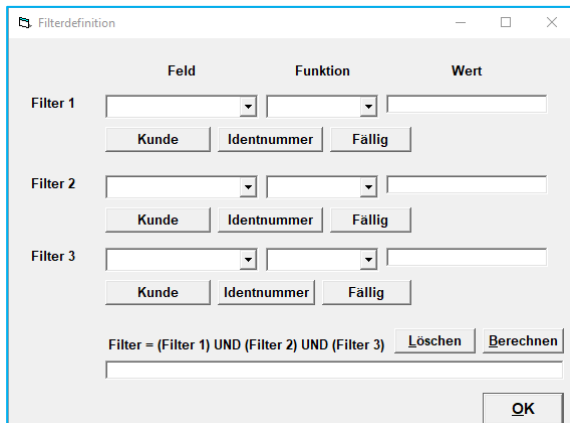 Filterdefinition
Feld Funktion Wert
Filter 1
Kunde Identnummer Fällig
Filter 2
Kunde Identnummer Fällig
Filter 3
Kunde Identnummer Fällig
Filter = (Filter 1) UND (Filter 2) UND (Filter 3) Löschen Berechnen
OK